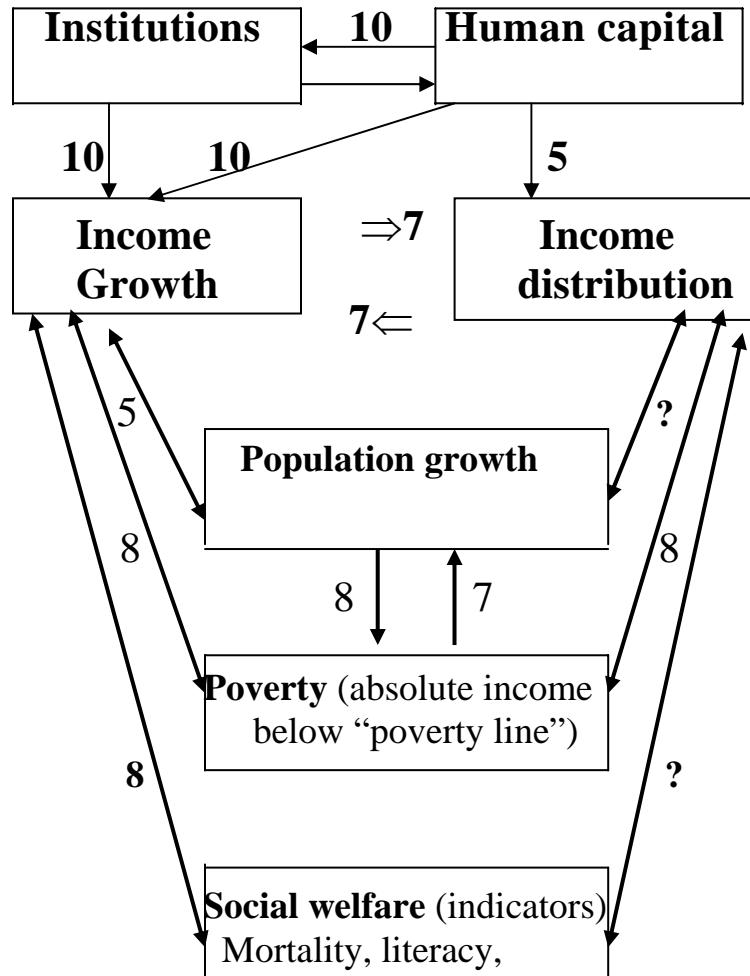 Institutions
10
Human capital
10
10
5
Income
Growth
⇒7
7⇐
Income
distribution
5
?
Population growth
8
8
7
8
Poverty (absolute income
below “poverty line”)
8
?
Social welfare (indicators)
Mortality, literacy,